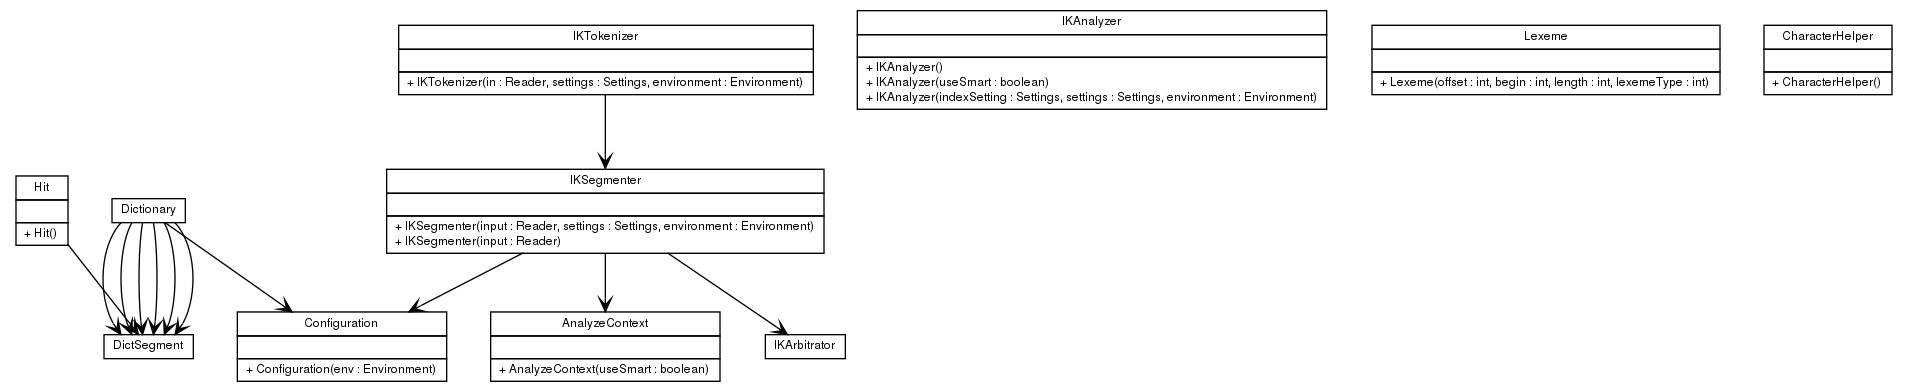 IKTokenizer
+ IKTokenizer(in : Reader, settings : Settings, environment : Environment)
IKAnalyzer
+ IKAnalyzer()
+ IKAnalyzer(useSmart : boolean)
+ IKAnalyzer(indexSetting : Settings, settings : Settings, environment : Environment)
Lexeme
+ Lexeme(offset : int, begin : int, length : int, lexemeType : int)
CharacterHelper
+ CharacterHelper()
Hit
+ Hit()
Dictionary
IKSegmenter
+ IKSegmenter(input : Reader, settings : Settings, environment : Environment)
+ IKSegmenter(input : Reader)
DictSegment
Configuration
+ Configuration(env : Environment)
AnalyzeContext
+ AnalyzeContext(useSmart : boolean)
IKArbitrator